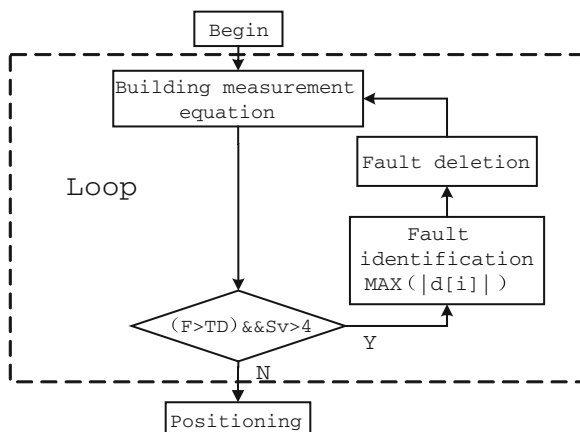 Begin
Building measurement
equation
Fault deletion
Loop
Fault
identification
MAX(|d[i]|)
(F>TD)&&Sv>4
Y
N
Positioning